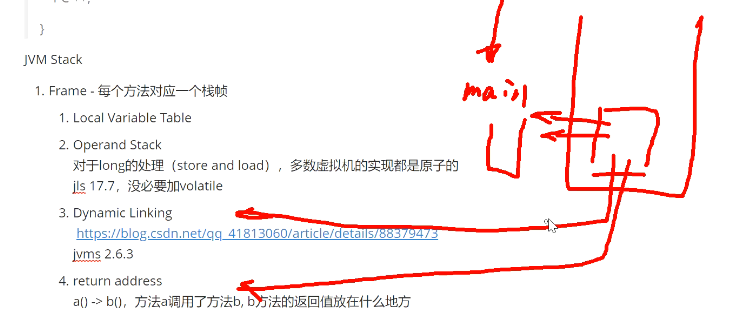 }
JVM Stack
1. Frame - 每个方法对应一个栈帧
1. Local Variable Table
2. Operand Stack
对于long的处理（store and load），多数虚拟机的实现都是原子的
jls 17.7，没必要加volatile
3. Dynamic Linking
https://blog.csdn.net/qq_41813060/article/details/88379473
jvms 2.6.3
4. return address
a() -> b()，方法a调用了方法b, b方法的返回值放在什么地方
main